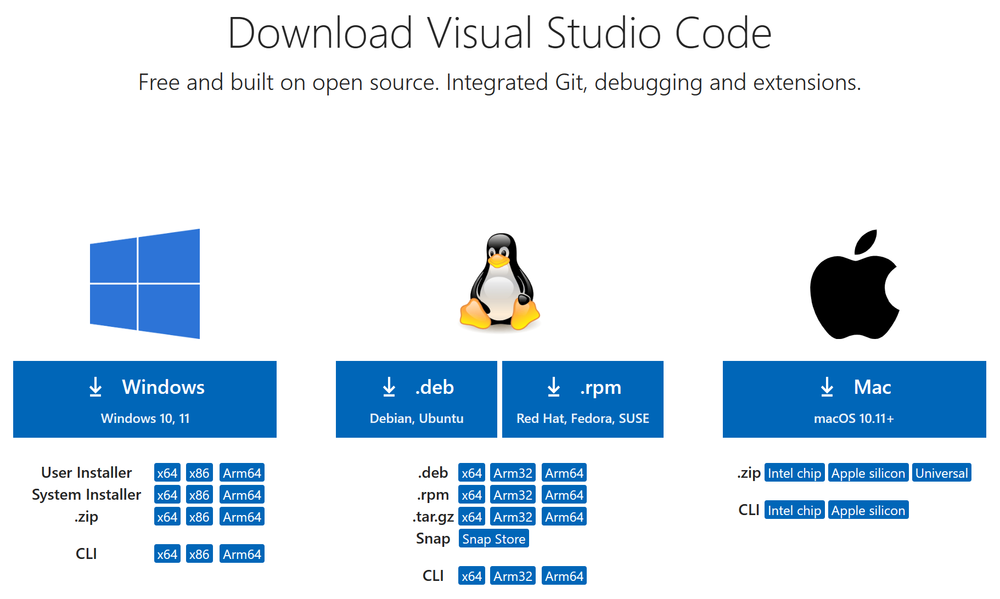 Download Visual Studio Code
Free and built on open source. Integrated Git, debugging and extensions.
Windows
Windows 10, 11
User Installer x64 x86 Arm64
System Installer x64 x86 Arm64
.zip x64 x86 Arm64
CLI x64 x86 Arm64
.deb
Debian, Ubuntu
.rpm
Red Hat, Fedora, SUSE
.deb x64 Arm32 Arm64
.rpm x64 Arm32 Arm64
.tar.gz x64 Arm32 Arm64
Snap Snap Store
CLI x64 Arm32 Arm64
Mac
macOS 10.11+
.zip Intel chip Apple silicon Universal
CLI Intel chip Apple silicon